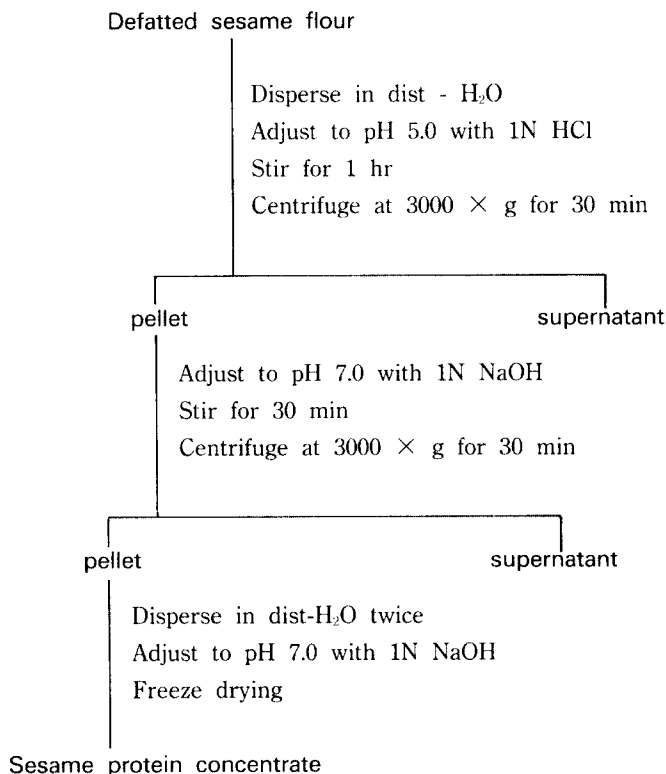 Defatted sesame flour
Disperse in dist - H₂O
Adjust to pH 5.0 with 1N HCl
Stir for 1 hr
Centrifuge at 3000 × g for 30 min
pellet supernatant
Adjust to pH 7.0 with 1N NaOH
Stir for 30 min
Centrifuge at 3000 × g for 30 min
pellet supernatant
Disperse in dist-H₂O twice
Adjust to pH 7.0 with 1N NaOH
Freeze drying
Sesame protein concentrate